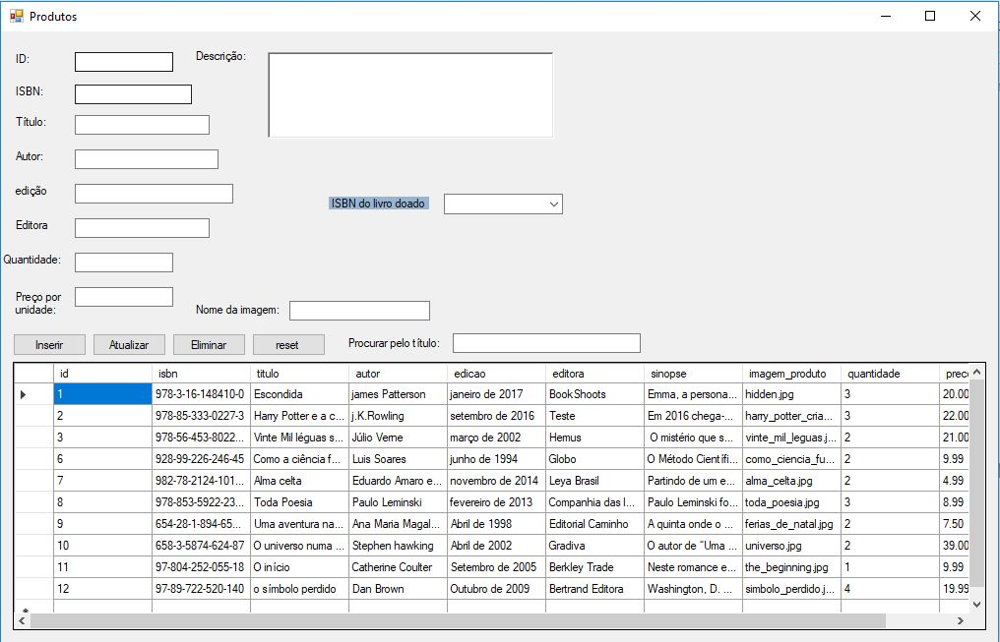 Produtos
ID:
Descrição:
ISBN:
Título:
Autor:
edição
ISBN do livro doado
Editora
Quantidade:
Preço por
unidade:
Nome da imagem:
Inserir Atualizar Eliminar reset Procurar pelo título:
id isbn titulo autor edicao editora sinopse imagem_produto quantidade prec
1 978-3-16-148410-0 Escondida james Patterson janeiro de 2017 BookShoots Emma, a persona... hidden.jpg 3 20.00
2 978-85-333-0227-3 Harry Potter e a c... j.K.Rowling setembro de 2016 Teste Em 2016 chega-... harry_potter_cria... 3 22.00
3 978-56-453-8022... Vinte Mil léguas s... Júlio Verne março de 2002 Hemus O mistério que s... vinte_mil_leguas.j... 2 21.00
6 928-99-226-246-45 Como a ciência f... Luis Soares junho de 1994 Globo O Método Científi... como_ciencia_fu... 2 9.99
7 982-78-2124-101... Alma celta Eduardo Amaro e... novembro de 2014 Leya Brasil Partindo de um e... alma_celta.jpg 2 4.99
8 978-853-5922-23... Toda Poesia Paulo Leminski fevereiro de 2013 Companhia das l... Paulo Leminski fo... toda_poesia.jpg 3 8.99
9 654-28-1-894-65... Uma aventura na... Ana Maria Magal... Abril de 1998 Editorial Caminho A quinta onde o ... ferias_de_natal.jpg 2 7.50
10 658-3-5874-624-87 O universo numa ... Stephen hawking Abril de 2002 Gradiva O autor de "Uma ... universo.jpg 2 39.00
11 97-804-252-055-18 O início Catherine Coulter Setembro de 2005 Berkley Trade Neste romance e... the_beginning.jpg 1 9.99
12 97-89-722-520-140 o símbolo perdido Dan Brown Outubro de 2009 Bertrand Editora Washington, D. ... simbolo_perdido.j... 4 19.99